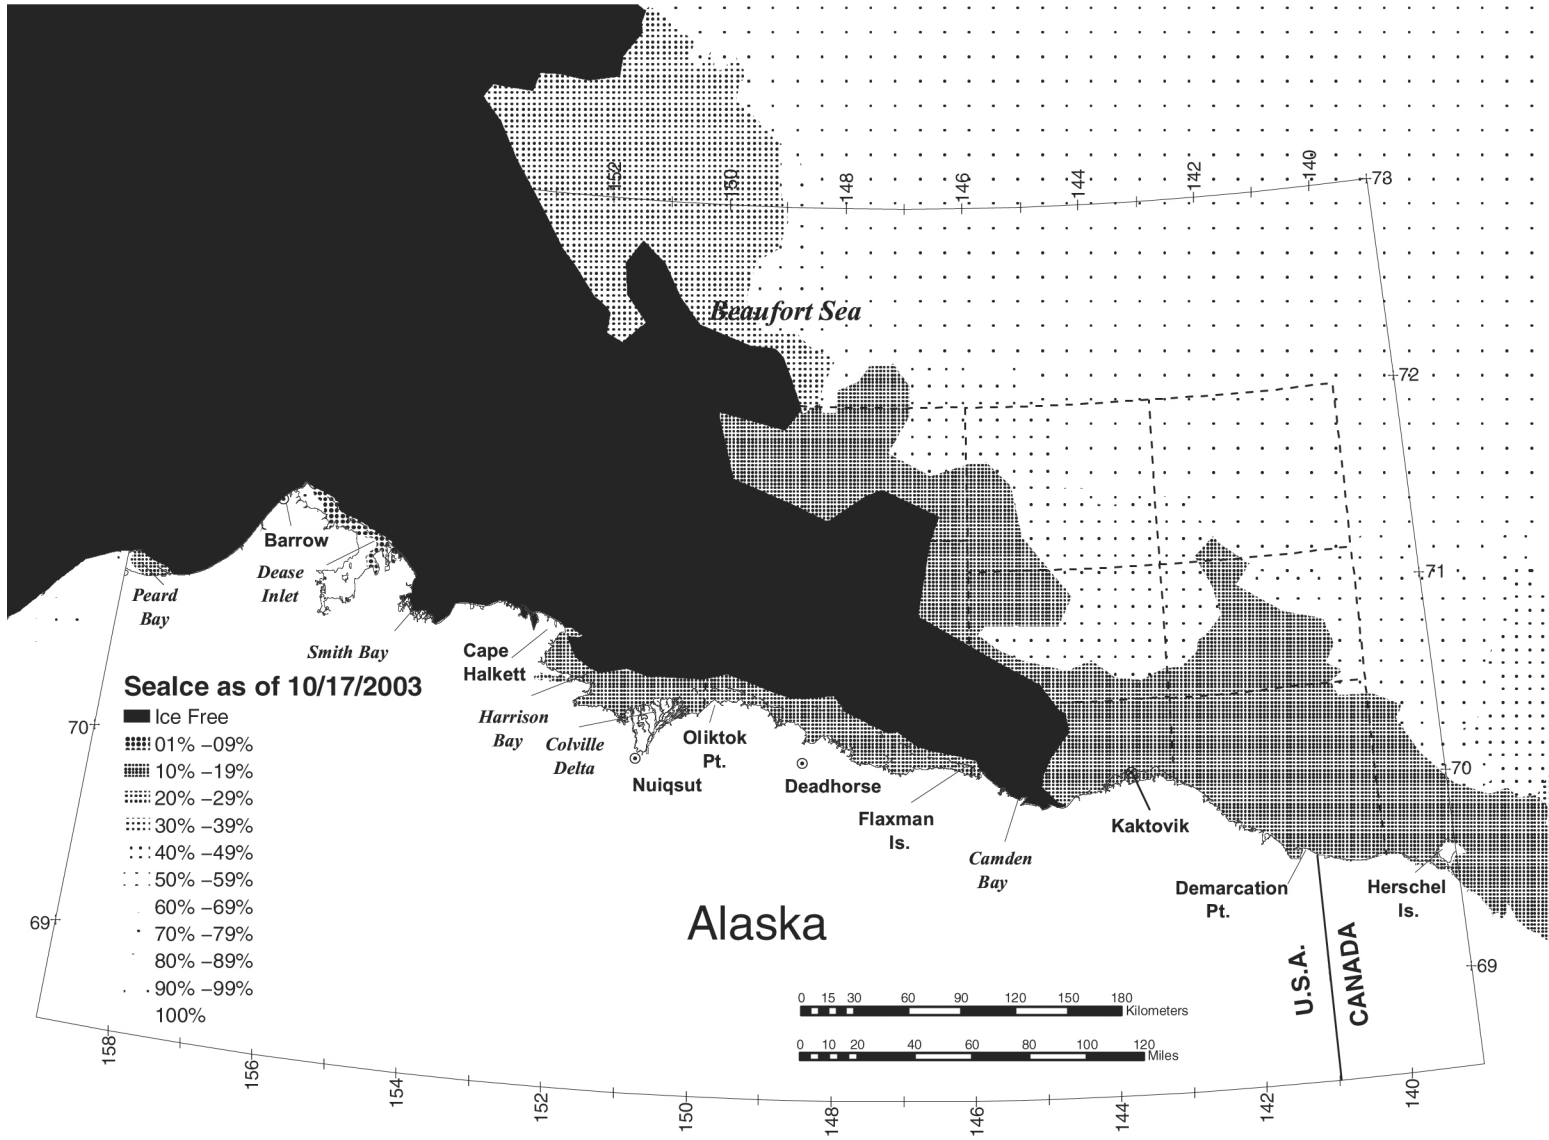 152
150
148
146
144
142
140
73
Beaufort Sea
72
71
70
69
Barrow
Dease
Inlet
Peard
Bay
Smith Bay
Cape
Halkett
Harrison
Bay
Colville
Delta
Oliktok
Pt.
Nuiqsut
Deadhorse
Flaxman
Is.
Camden
Bay
Kaktovik
Demarcation
Pt.
Herschel
Is.
SeaIce as of 10/17/2003
Ice Free
01% –09%
10% –19%
20% –29%
30% –39%
40% –49%
50% –59%
60% –69%
70% –79%
80% –89%
90% –99%
100%
70
69
Alaska
U.S.A.
CANADA
0 15 30 60 90 120 150 180
Kilometers
0 10 20 40 60 80 100 120
Miles
158
156
154
152
150
148
146
144
142
140